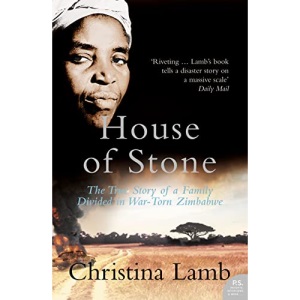 'Riveting ... Lamb's book
tells a disaster story on
a massive scale'
Daily Mail
House
of Stone
The True Story of a Family
Divided in War-Torn Zimbabwe
Christina Lamb
P.S.